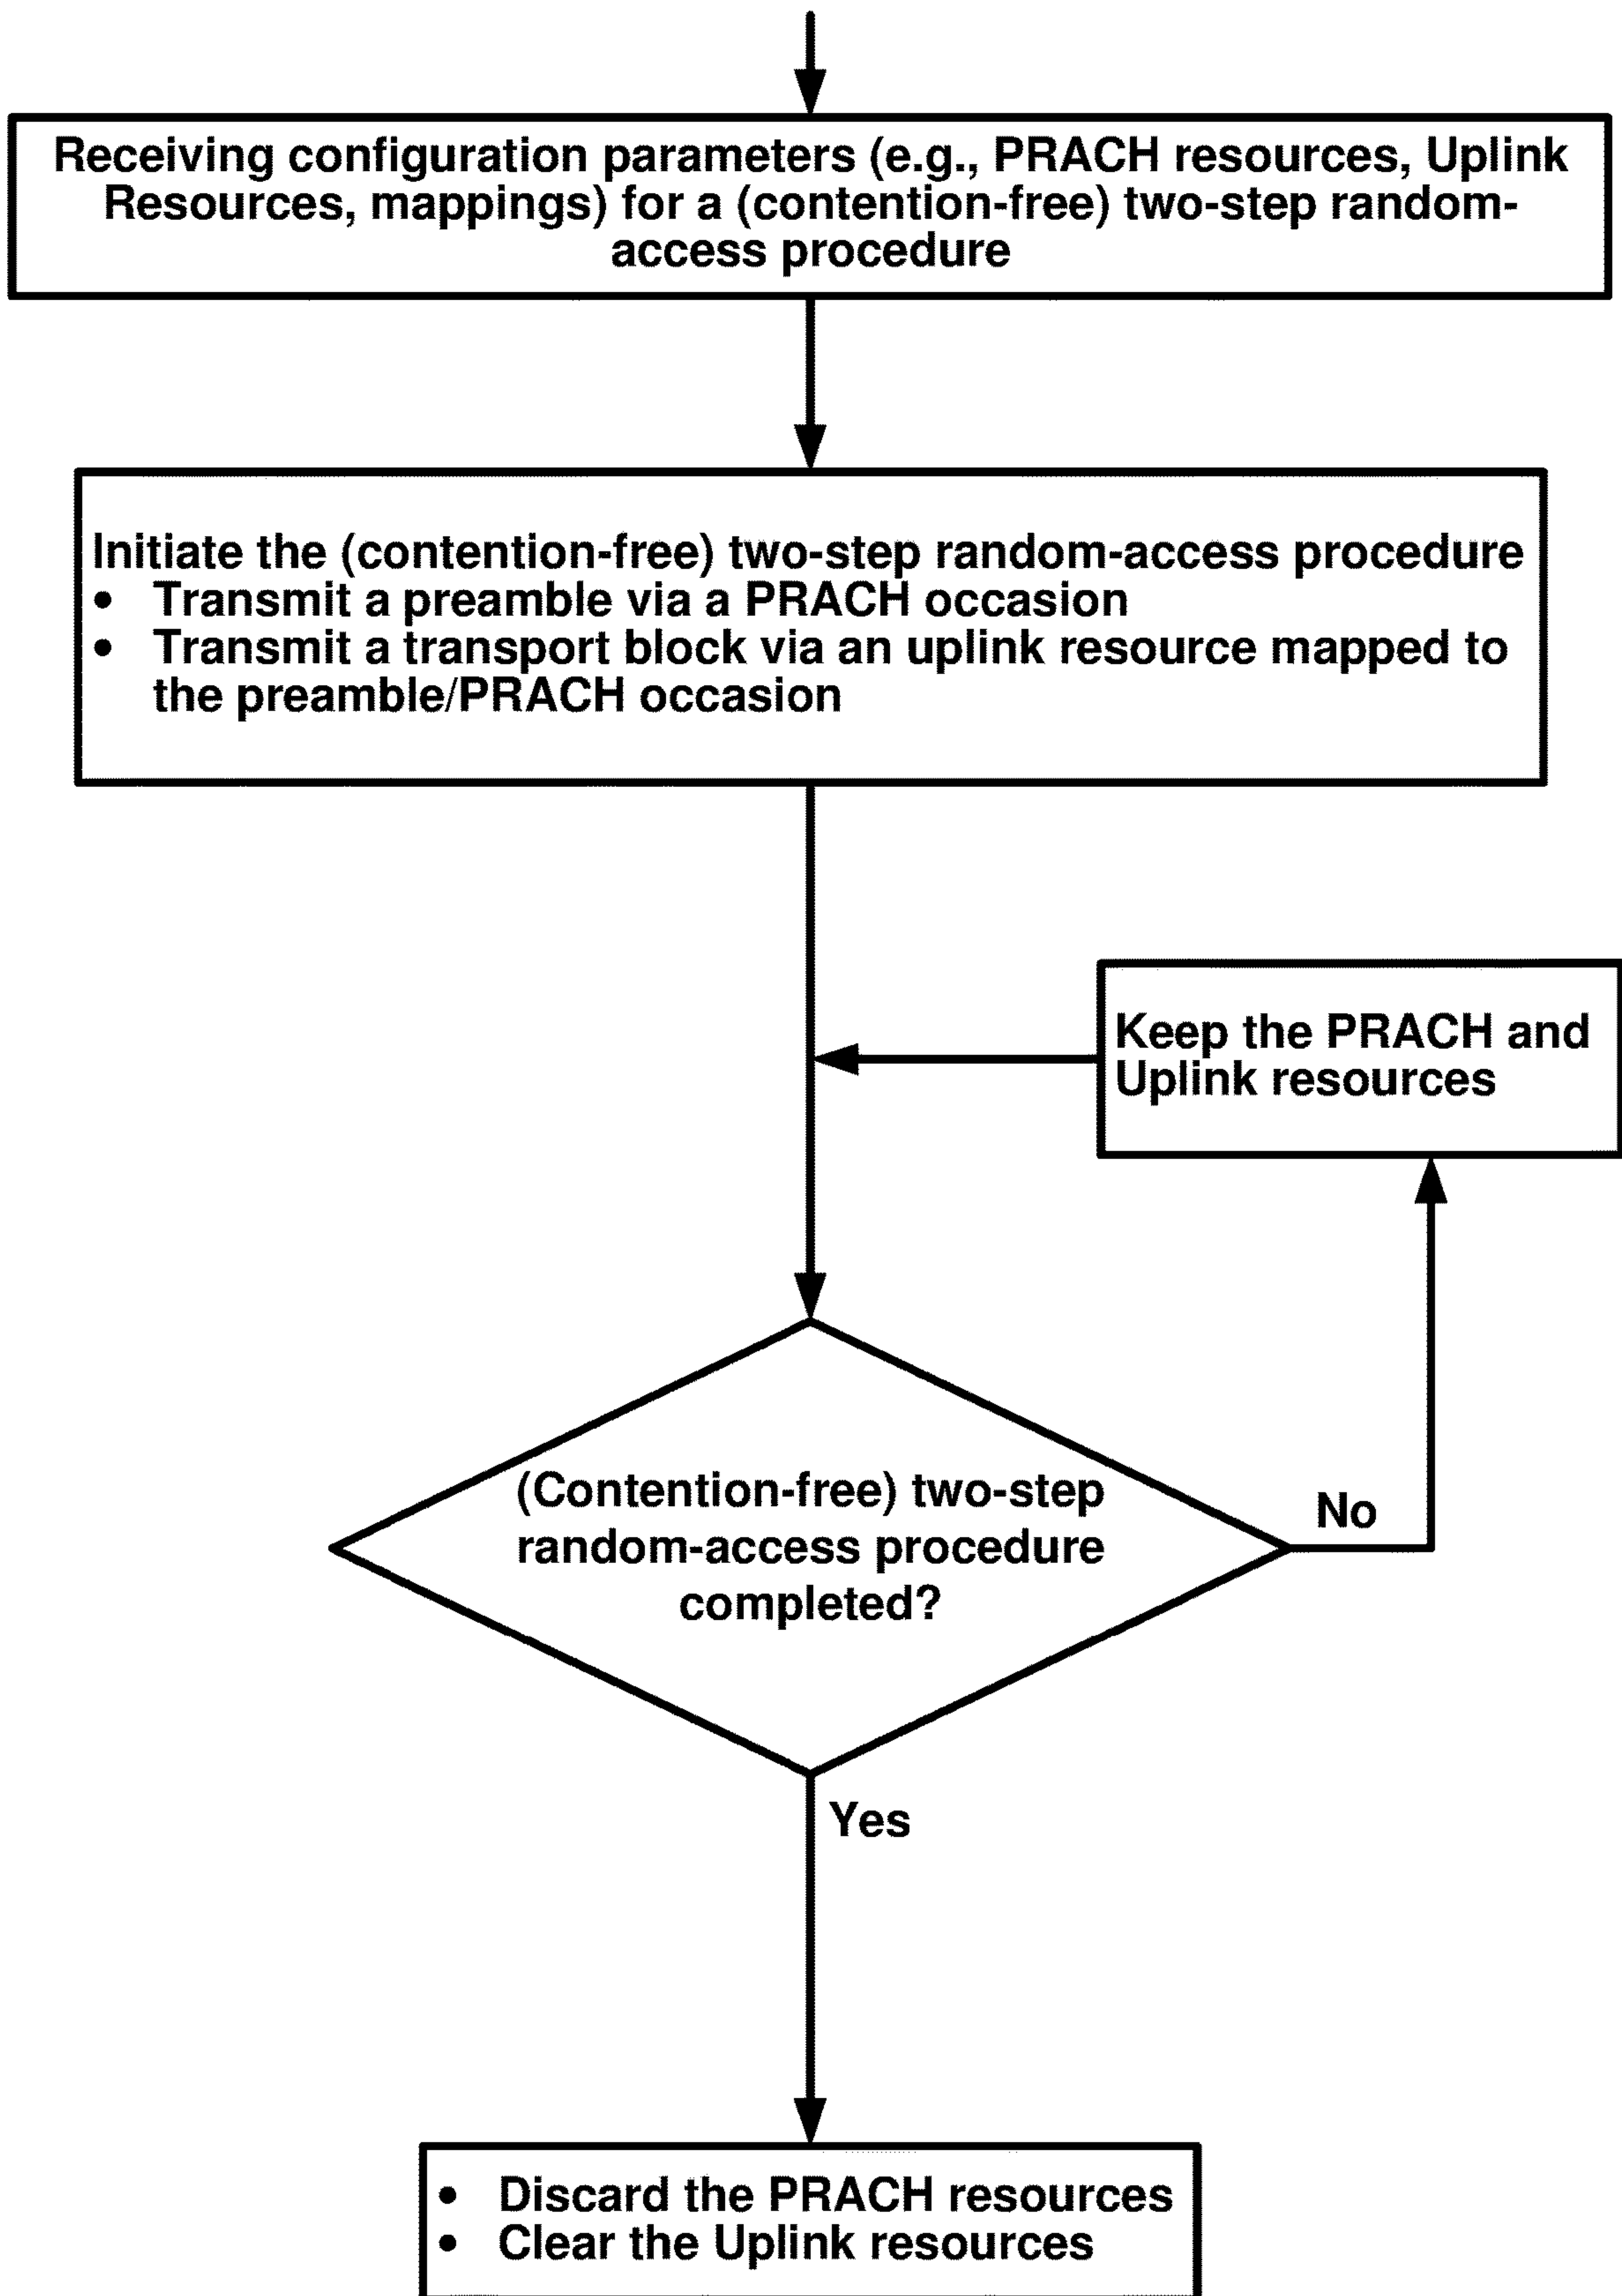 Receiving configuration parameters (e.g., PRACH resources, Uplink
Resources, mappings) for a (contention-free) two-step random-
access procedure
Initiate the (contention-free) two-step random-access procedure
• Transmit a preamble via a PRACH occasion
• Transmit a transport block via an uplink resource mapped to
the preamble/PRACH occasion
Keep the PRACH and
Uplink resources
(Contention-free) two-step
random-access procedure
completed?
No
Yes
• Discard the PRACH resources
• Clear the Uplink resources